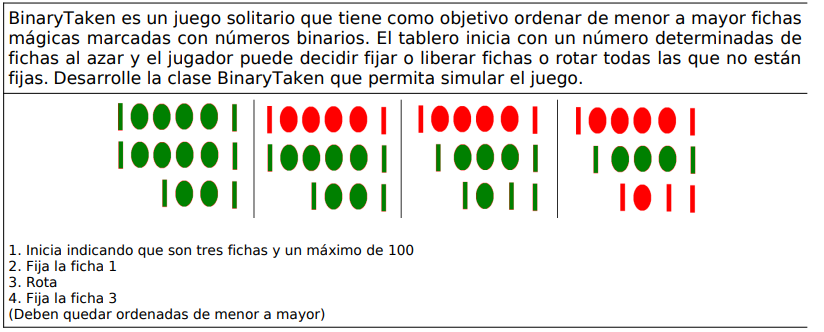 BinaryTaken es un juego solitario que tiene como objetivo ordenar de menor a mayor fichas
mágicas marcadas con números binarios. El tablero inicia con un número determinadas de
fichas al azar y el jugador puede decidir fijar o liberar fichas o rotar todas las que no están
fijas. Desarrolle la clase BinaryTaken que permita simular el juego.
1. Inicia indicando que son tres fichas y un máximo de 100
2. Fija la ficha 1
3. Rota
4. Fija la ficha 3
(Deben quedar ordenadas de menor a mayor)